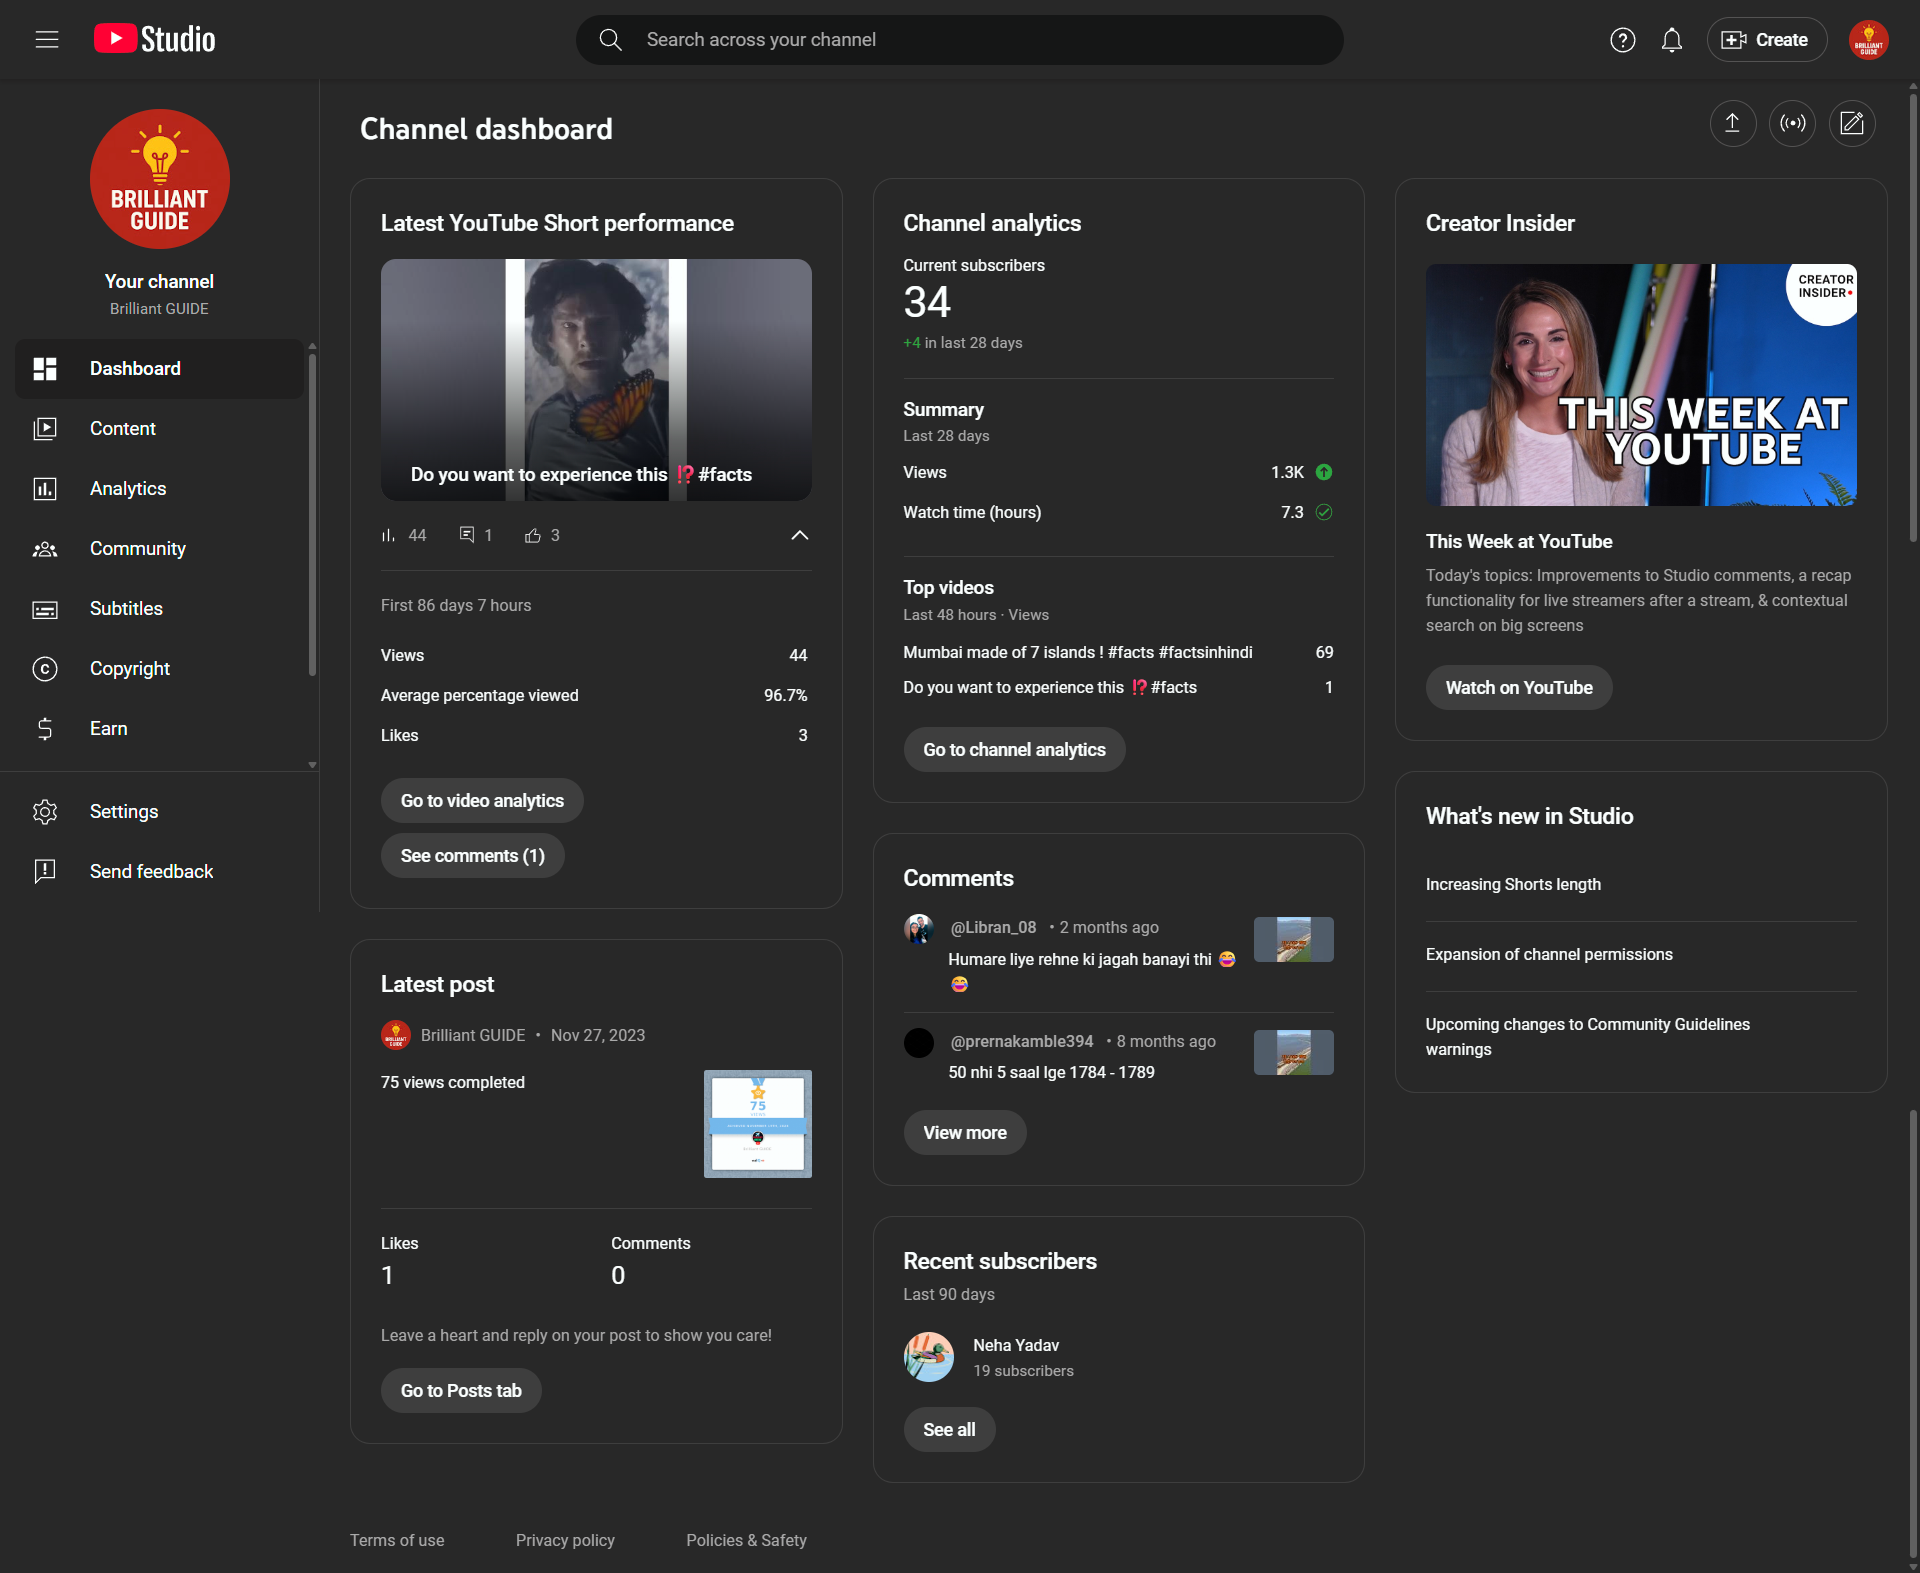 Studio
Search across your channel
Create
BRILLIANT
GUIDE
BRILLIANT
GUIDE
Your channel
Brilliant GUIDE
Dashboard
Content
Analytics
Community
Subtitles
Copyright
Earn
Settings
Send feedback
Channel dashboard
Latest YouTube Short performance
Do you want to experience this ⁉️ #facts
44
1
3
First 86 days 7 hours
Views 44
Average percentage viewed 96.7%
Likes 3
Go to video analytics
See comments (1)
Latest post
Brilliant GUIDE • Nov 27, 2023
75 views completed
75
Likes Comments
1 0
Leave a heart and reply on your post to show you care!
Go to Posts tab
Channel analytics
Current subscribers
34
+4 in last 28 days
Summary
Last 28 days
Views 1.3K
Watch time (hours) 7.3
Top videos
Last 48 hours · Views
Mumbai made of 7 islands ! #facts #factsinhindi 69
Do you want to experience this ⁉️ #facts 1
Go to channel analytics
Comments
@Libran_08 • 2 months ago
Humare liye rehne ki jagah banayi thi 😂
😂
@prernakamble394 • 8 months ago
50 nhi 5 saal lge 1784 - 1789
View more
Recent subscribers
Last 90 days
Neha Yadav
19 subscribers
See all
Creator Insider
CREATOR
INSIDER
THIS WEEK AT
YOUTUBE
This Week at YouTube
Today's topics: Improvements to Studio comments, a recap
functionality for live streamers after a stream, & contextual
search on big screens
Watch on YouTube
What's new in Studio
Increasing Shorts length
Expansion of channel permissions
Upcoming changes to Community Guidelines
warnings
Terms of use
Privacy policy
Policies & Safety